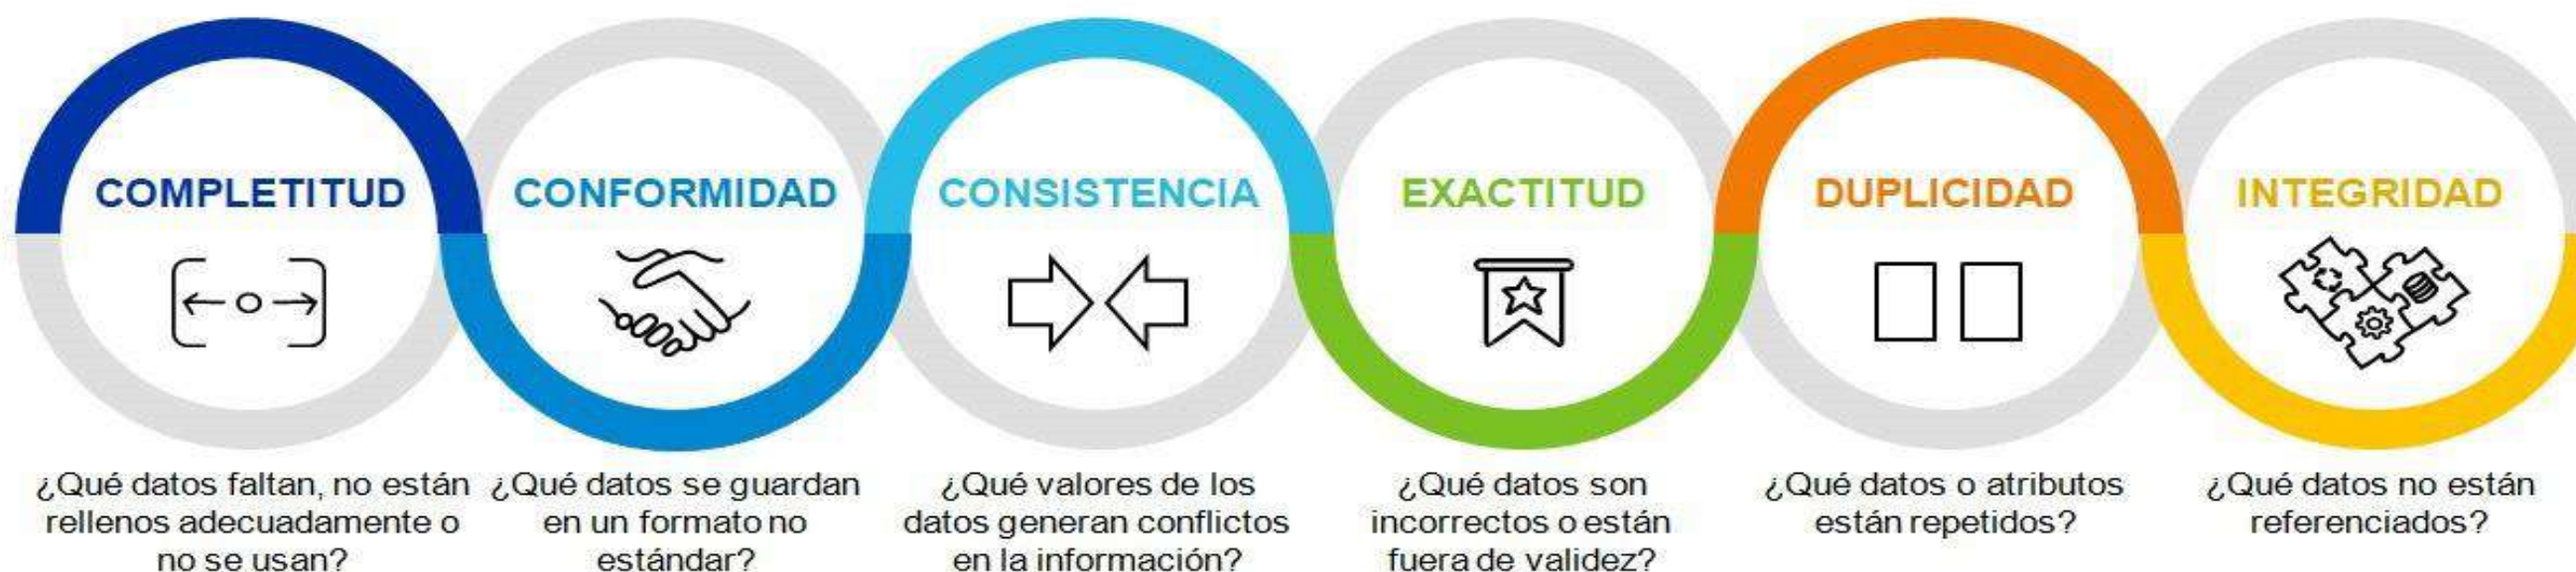 COMPLETITUD
¿Qué datos faltan, no están
rellenos adecuadamente o
no se usan?
CONFORMIDAD
¿Qué datos se guardan
en un formato no
estándar?
CONSISTENCIA
¿Qué valores de los
datos generan conflictos
en la información?
EXACTITUD
¿Qué datos son
incorrectos o están
fuera de validez?
DUPLICIDAD
¿Qué datos o atributos
están repetidos?
INTEGRIDAD
¿Qué datos no están
referenciados?